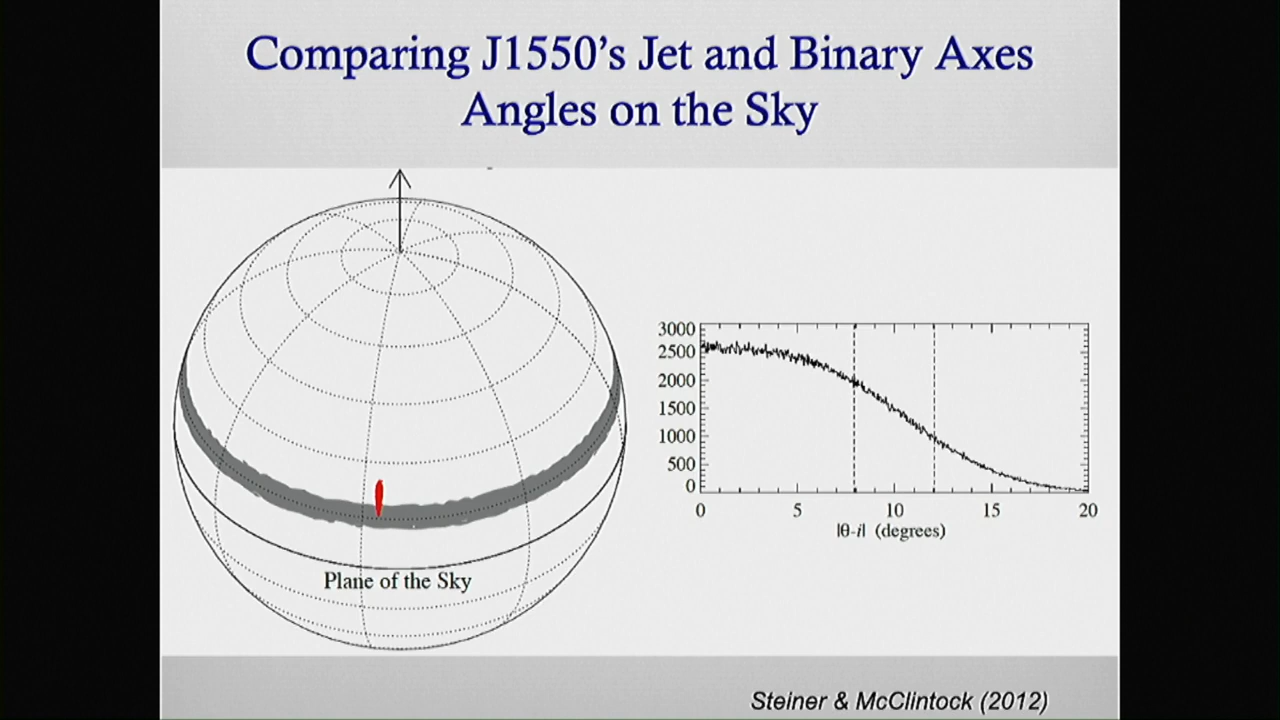 Comparing J1550’s Jet and Binary Axes
Angles on the Sky
Plane of the Sky
3000
2500
2000
1500
1000
500
0
0 5 10 15 20
|θ-i| (degrees)
Steiner & McClintock (2012)